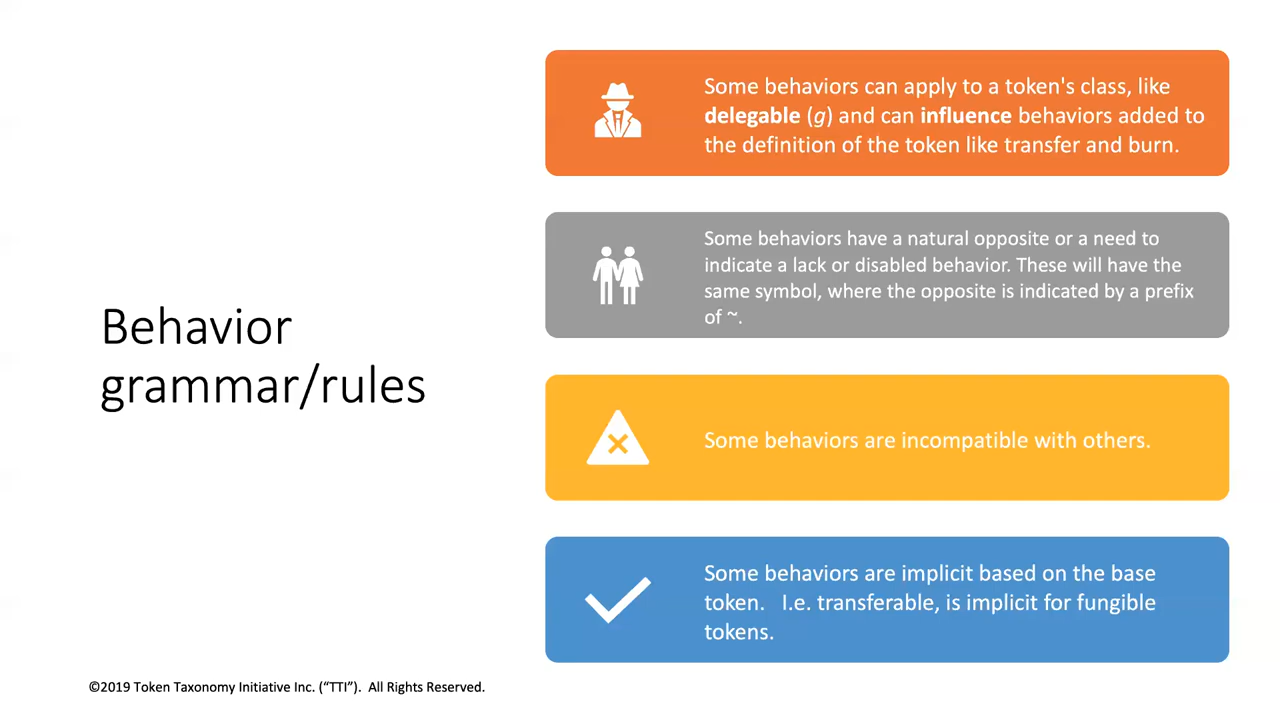 Behavior
grammar/rules
Some behaviors can apply to a token's class, like
delegable (g) and can influence behaviors added to
the definition of the token like transfer and burn.
Some behaviors have a natural opposite or a need to
indicate a lack or disabled behavior. These will have the
same symbol, where the opposite is indicated by a prefix
of ~.
Some behaviors are incompatible with others.
Some behaviors are implicit based on the base
token.   I.e. transferable, is implicit for fungible
tokens.
©2019 Token Taxonomy Initiative Inc. (“TTI”).  All Rights Reserved.